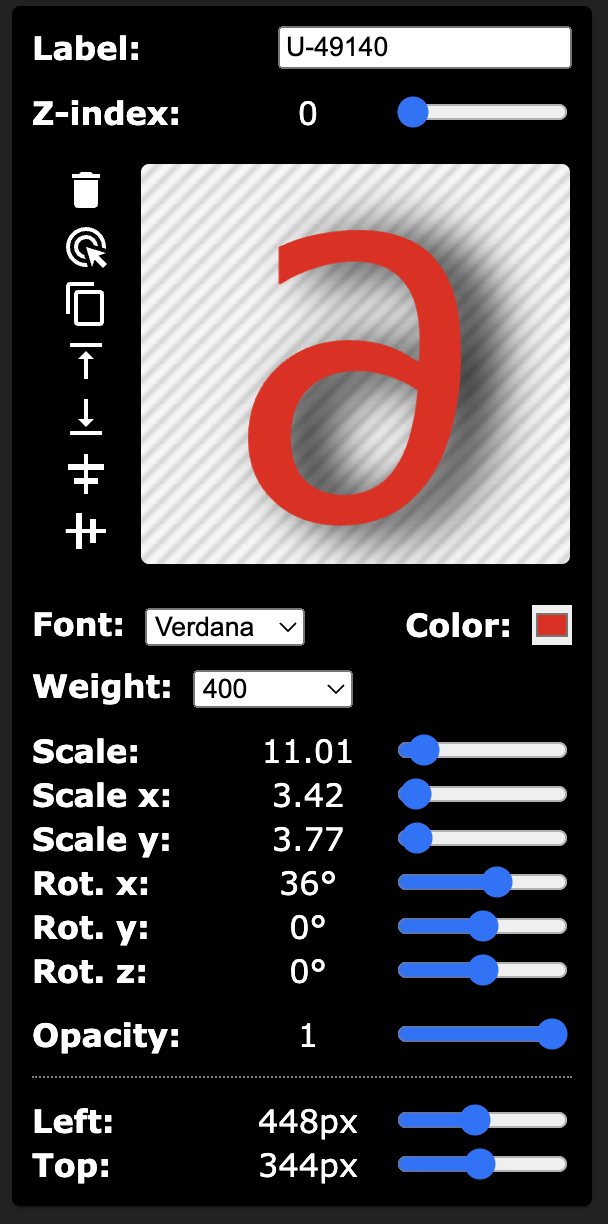 Label: U-49140
Z-index: 0
∂
Font: Verdana Color:
Weight: 400
Scale: 11.01
Scale x: 3.42
Scale y: 3.77
Rot. x: 36°
Rot. y: 0°
Rot. z: 0°
Opacity: 1
Left: 448px
Top: 344px